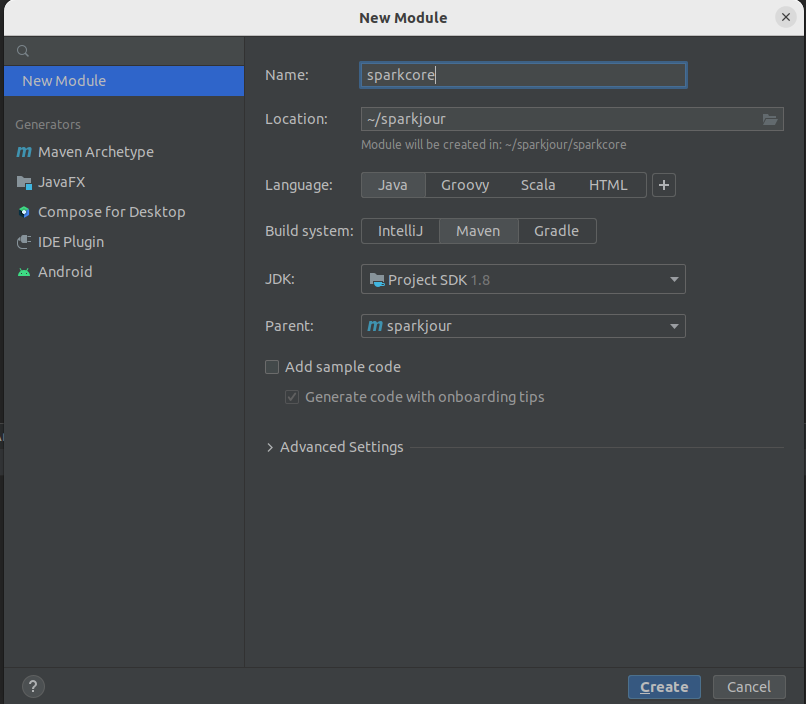 New Module
New Module
Generators
Maven Archetype
JavaFX
Compose for Desktop
IDE Plugin
Android
Name: sparkcore
Location: ~/sparkjour
Module will be created in: ~/sparkjour/sparkcore
Language: Java Groovy Scala HTML +
Build system: IntelliJ Maven Gradle
JDK: Project SDK 1.8
Parent: m sparkjour
Add sample code
Generate code with onboarding tips
Advanced Settings
? Create Cancel